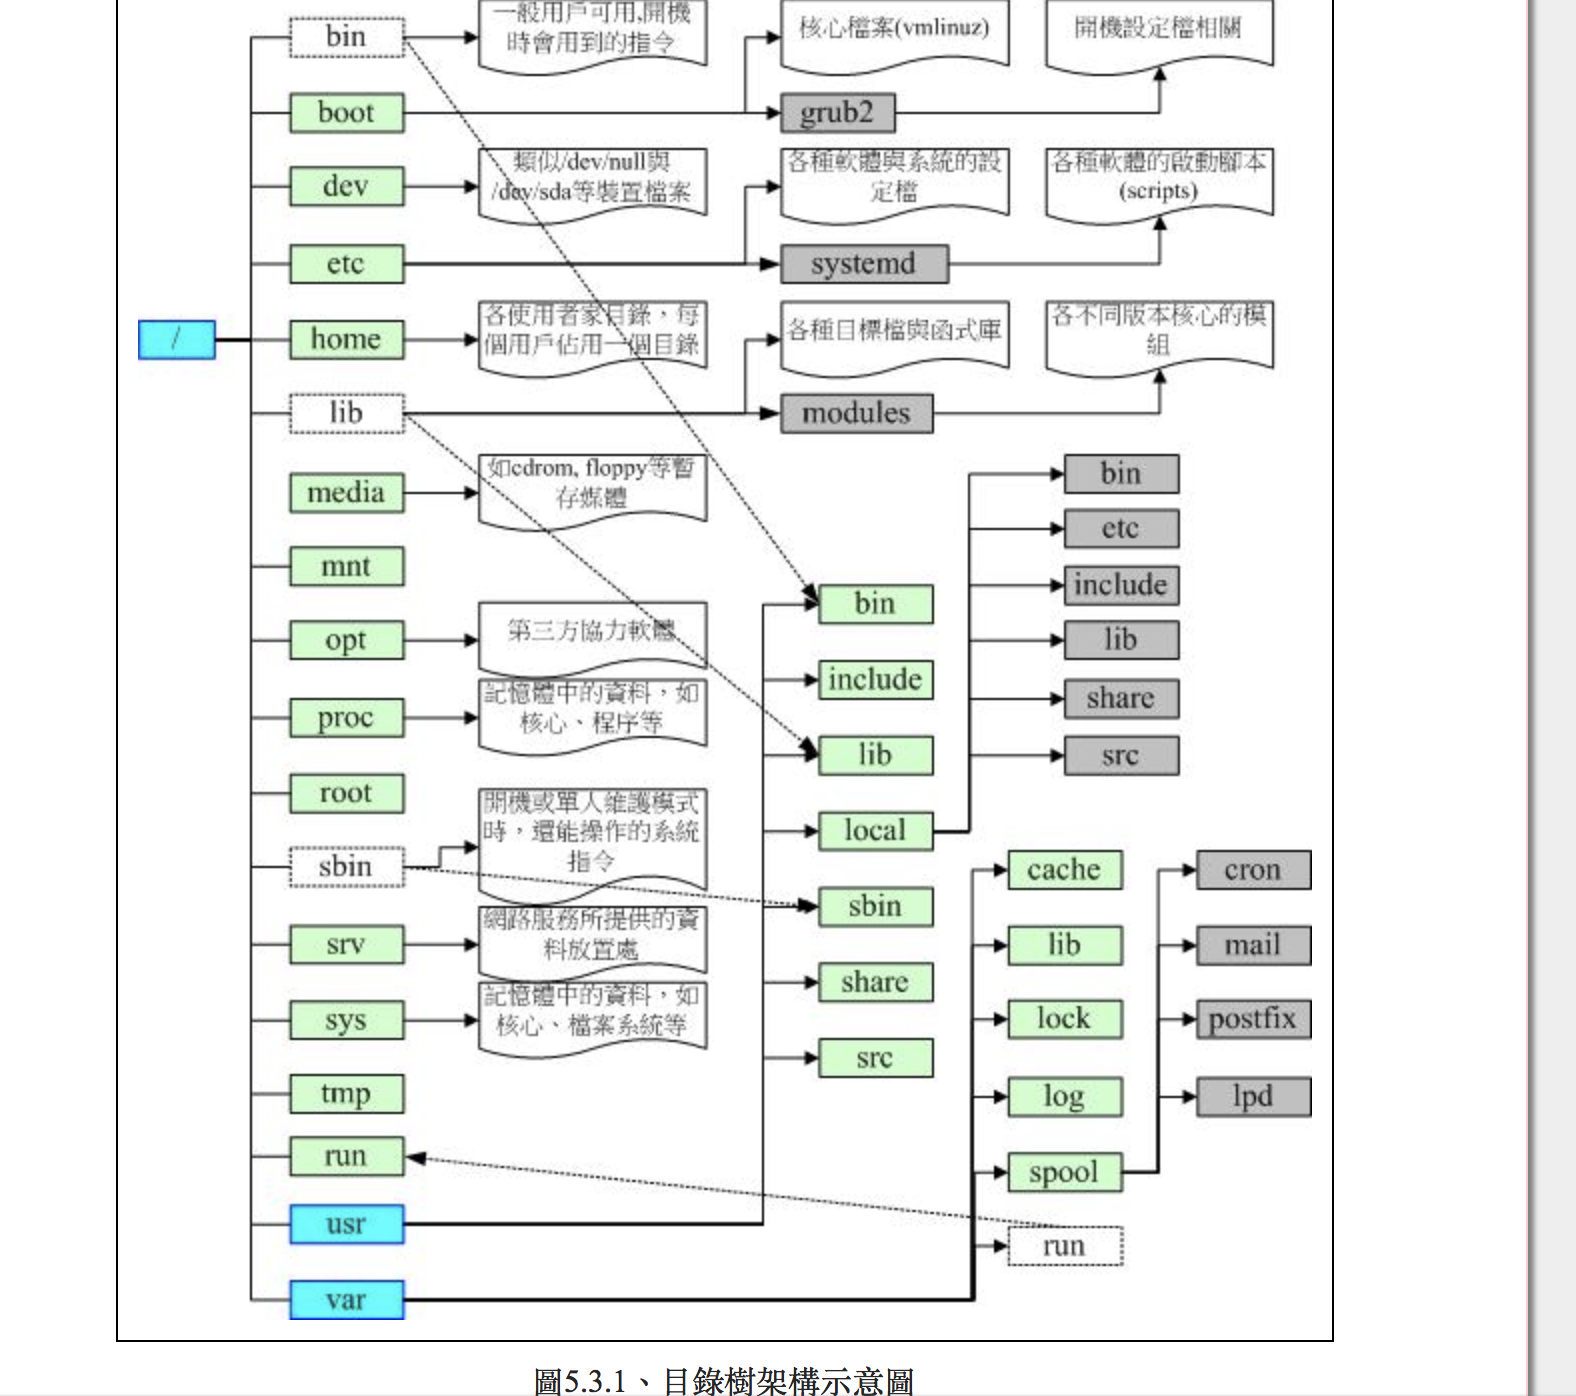 一般用戶可用,開機
時會用到的指令
核心檔案(vmlinuz)
開機設定檔相關
bin
boot
grub2
類似/dev/null與
/dev/sda等裝置檔案
各種軟體與系統的設
定檔
各種軟體的啟動腳本
(scripts)
dev
etc
systemd
各使用者家目錄，每
個用戶佔用一個目錄
各種目標檔與函式庫
各不同版本核心的模
組
/
home
lib
modules
如cdrom, floppy等暫
存媒體
media
bin
etc
mnt
include
bin
第三方協力軟體
opt
lib
include
記憶體中的資料，如
核心、程序等
proc
share
lib
src
root
開機或單人維護模式
時，還能操作的系統
指令
local
sbin
cache
cron
sbin
網路服務所提供的資
料放置處
srv
lib
mail
share
記憶體中的資料，如
核心、檔案系統等
sys
lock
postfix
src
tmp
log
lpd
run
spool
usr
run
var
圖5.3.1、目錄樹架構示意圖